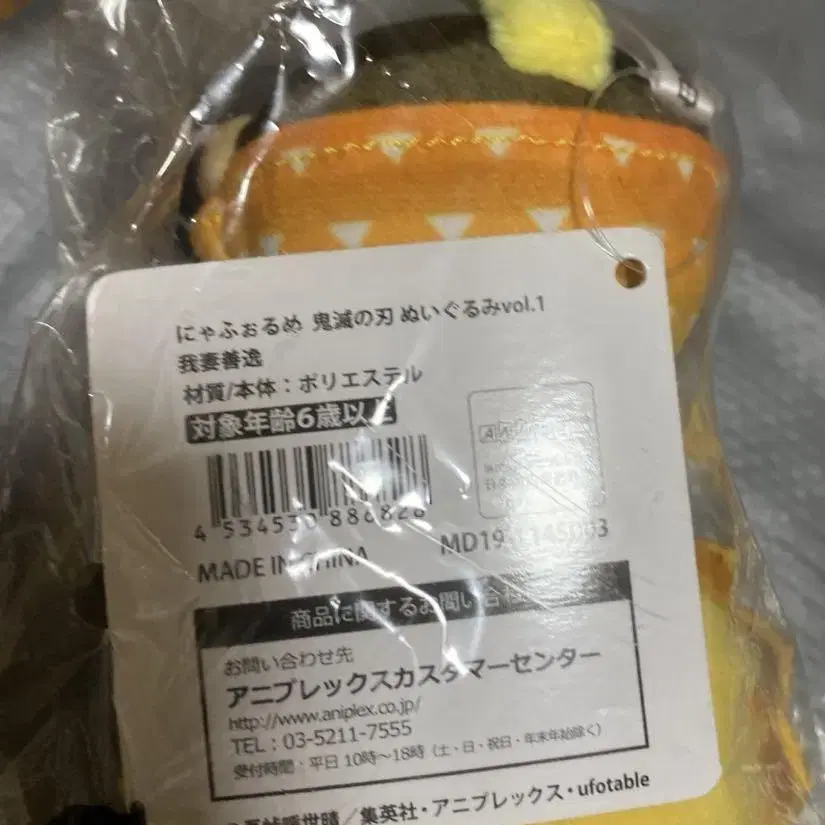 にゃふぉるめ 鬼滅の刃 ぬいぐるみvol.1
我妻善逸
材質/本体：ポリエステル
対象年齢6歳以上
4 534530 886828
MADE IN CHINA
商品に関するお問い合
お問い合わせ先
アニプレックスカスタマーセンター
http://www.aniplex.co.jp/
TEL：03-5211-7555
受付時間・平日 10時～18時（土・日・祝日・年末年始除く）
呼世晴／集英社・アニプレックス・ufotable